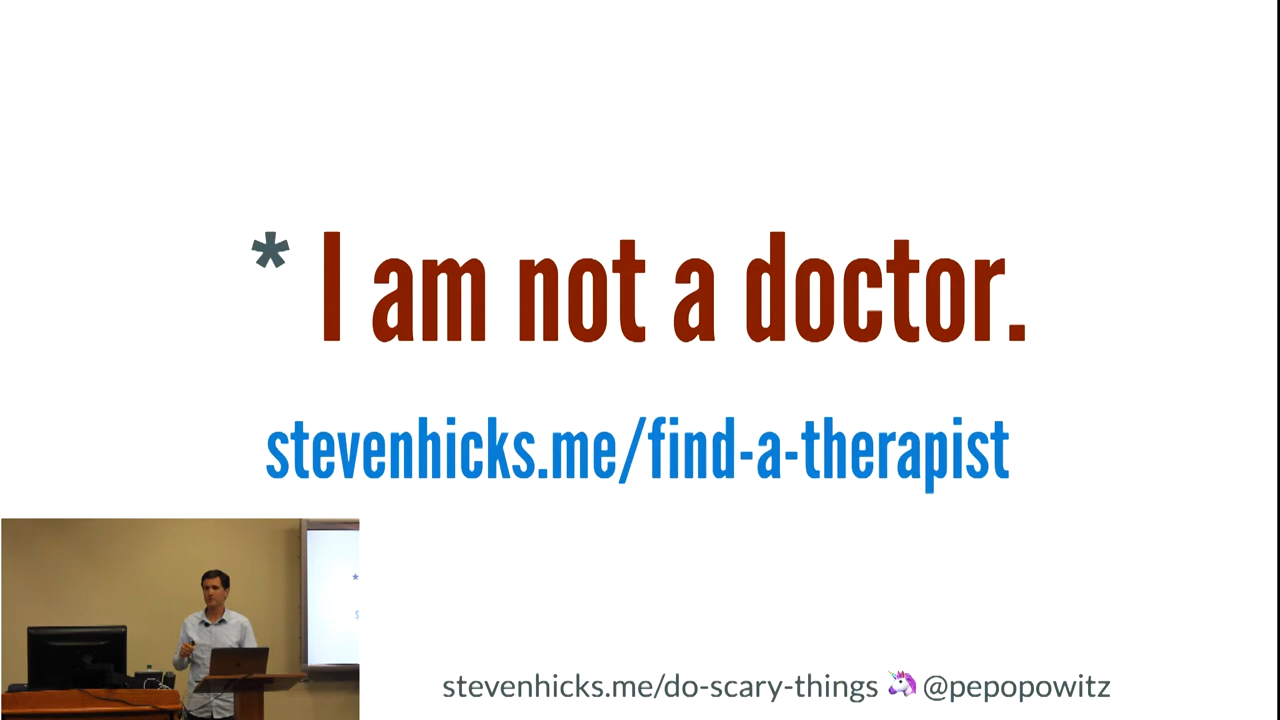 * I am not a doctor.
stevenhicks.me/find-a-therapist
stevenhicks.me/do-scary-things 🦄 @pepopowitz